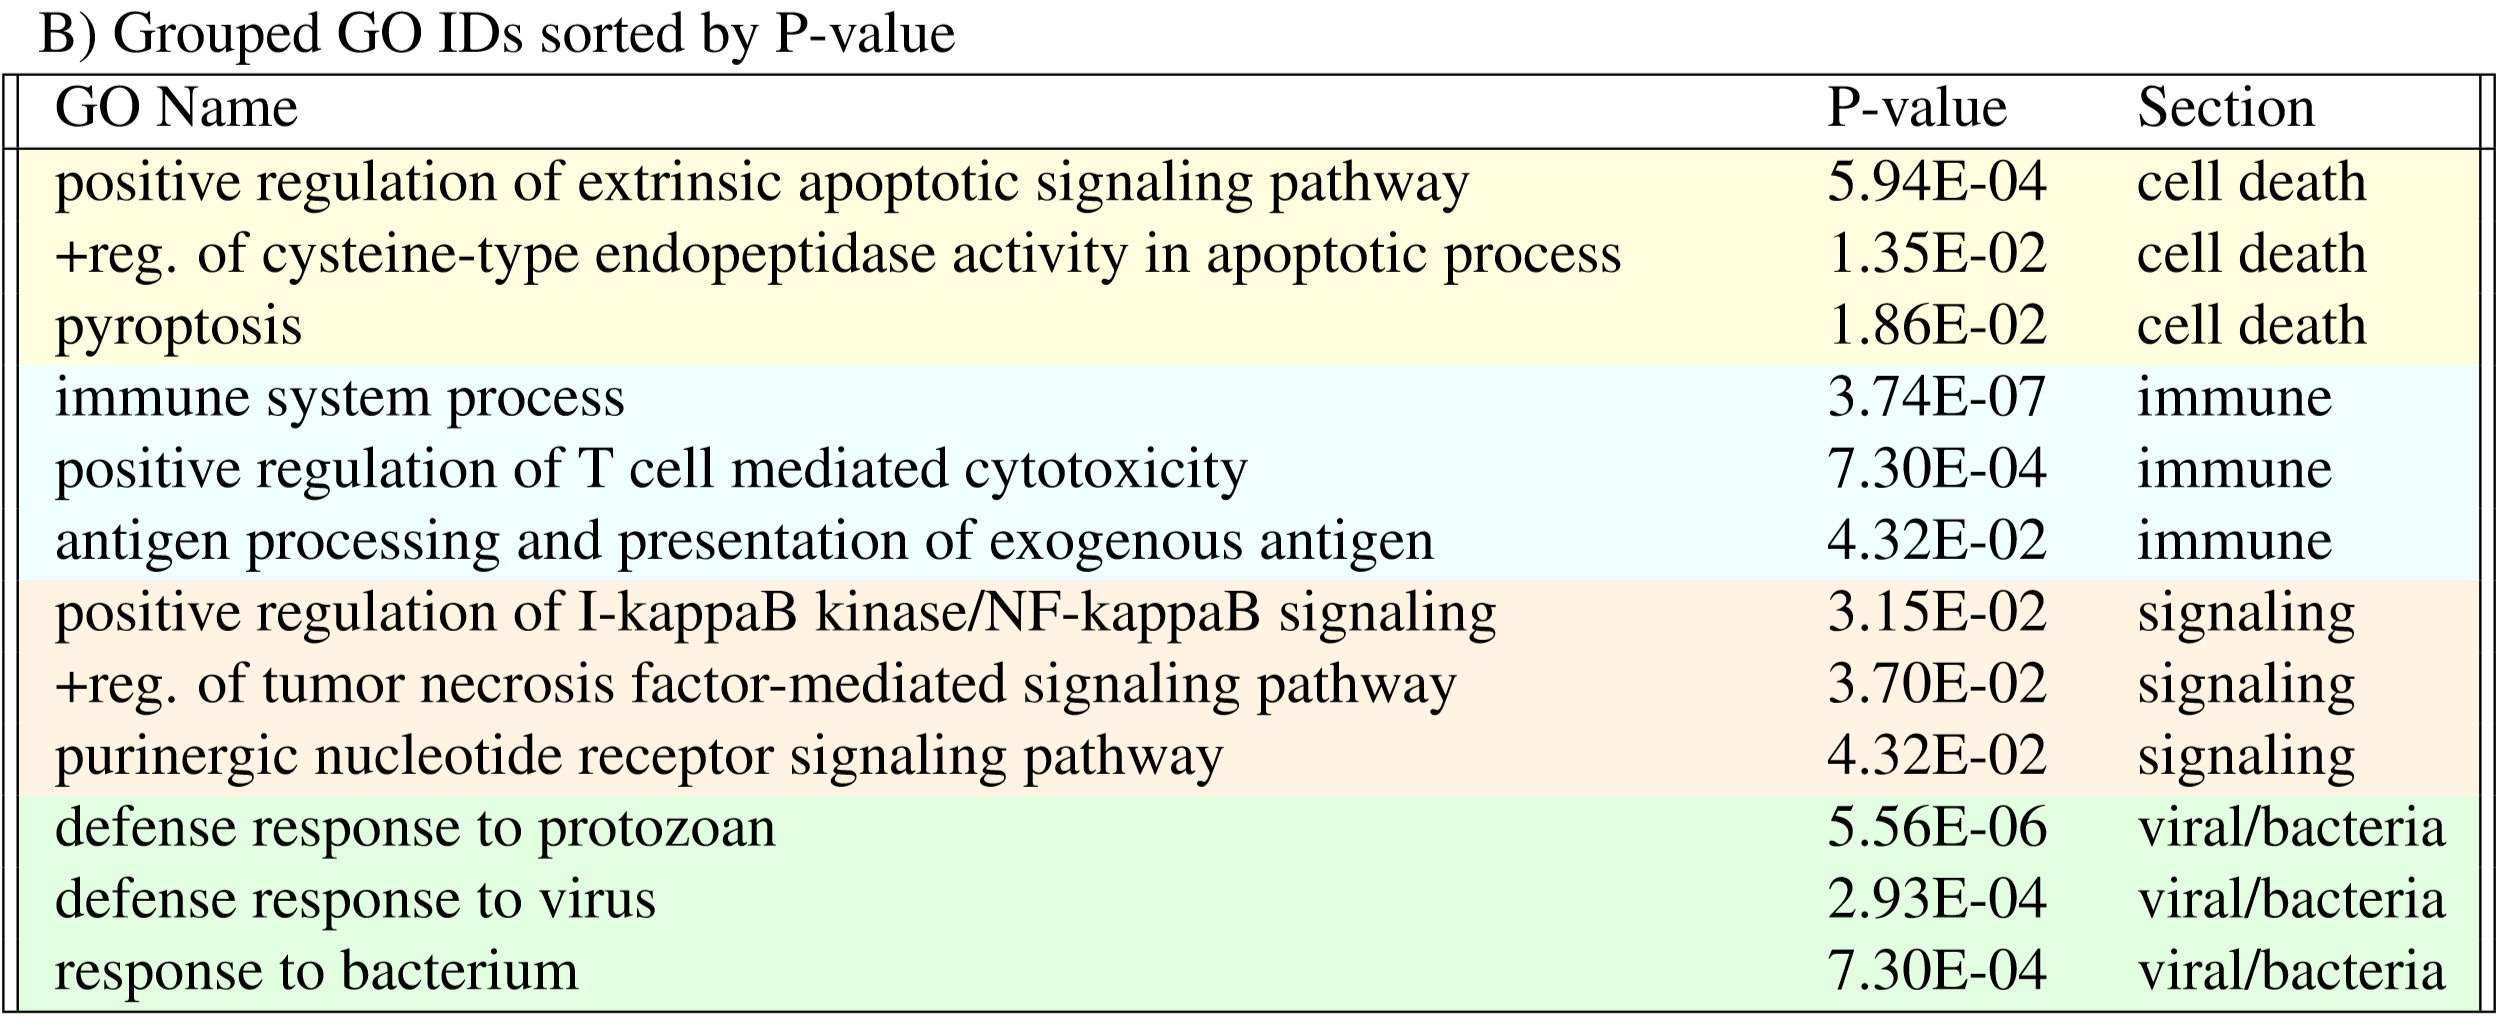 B) Grouped GO IDs sorted by P-value
GO Name P-value Section
positive regulation of extrinsic apoptotic signaling pathway 5.94E-04 cell death
+reg. of cysteine-type endopeptidase activity in apoptotic process 1.35E-02 cell death
pyroptosis 1.86E-02 cell death
immune system process 3.74E-07 immune
positive regulation of T cell mediated cytotoxicity 7.30E-04 immune
antigen processing and presentation of exogenous antigen 4.32E-02 immune
positive regulation of I-kappaB kinase/NF-kappaB signaling 3.15E-02 signaling
+reg. of tumor necrosis factor-mediated signaling pathway 3.70E-02 signaling
purinergic nucleotide receptor signaling pathway 4.32E-02 signaling
defense response to protozoan 5.56E-06 viral/bacteria
defense response to virus 2.93E-04 viral/bacteria
response to bacterium 7.30E-04 viral/bacteria